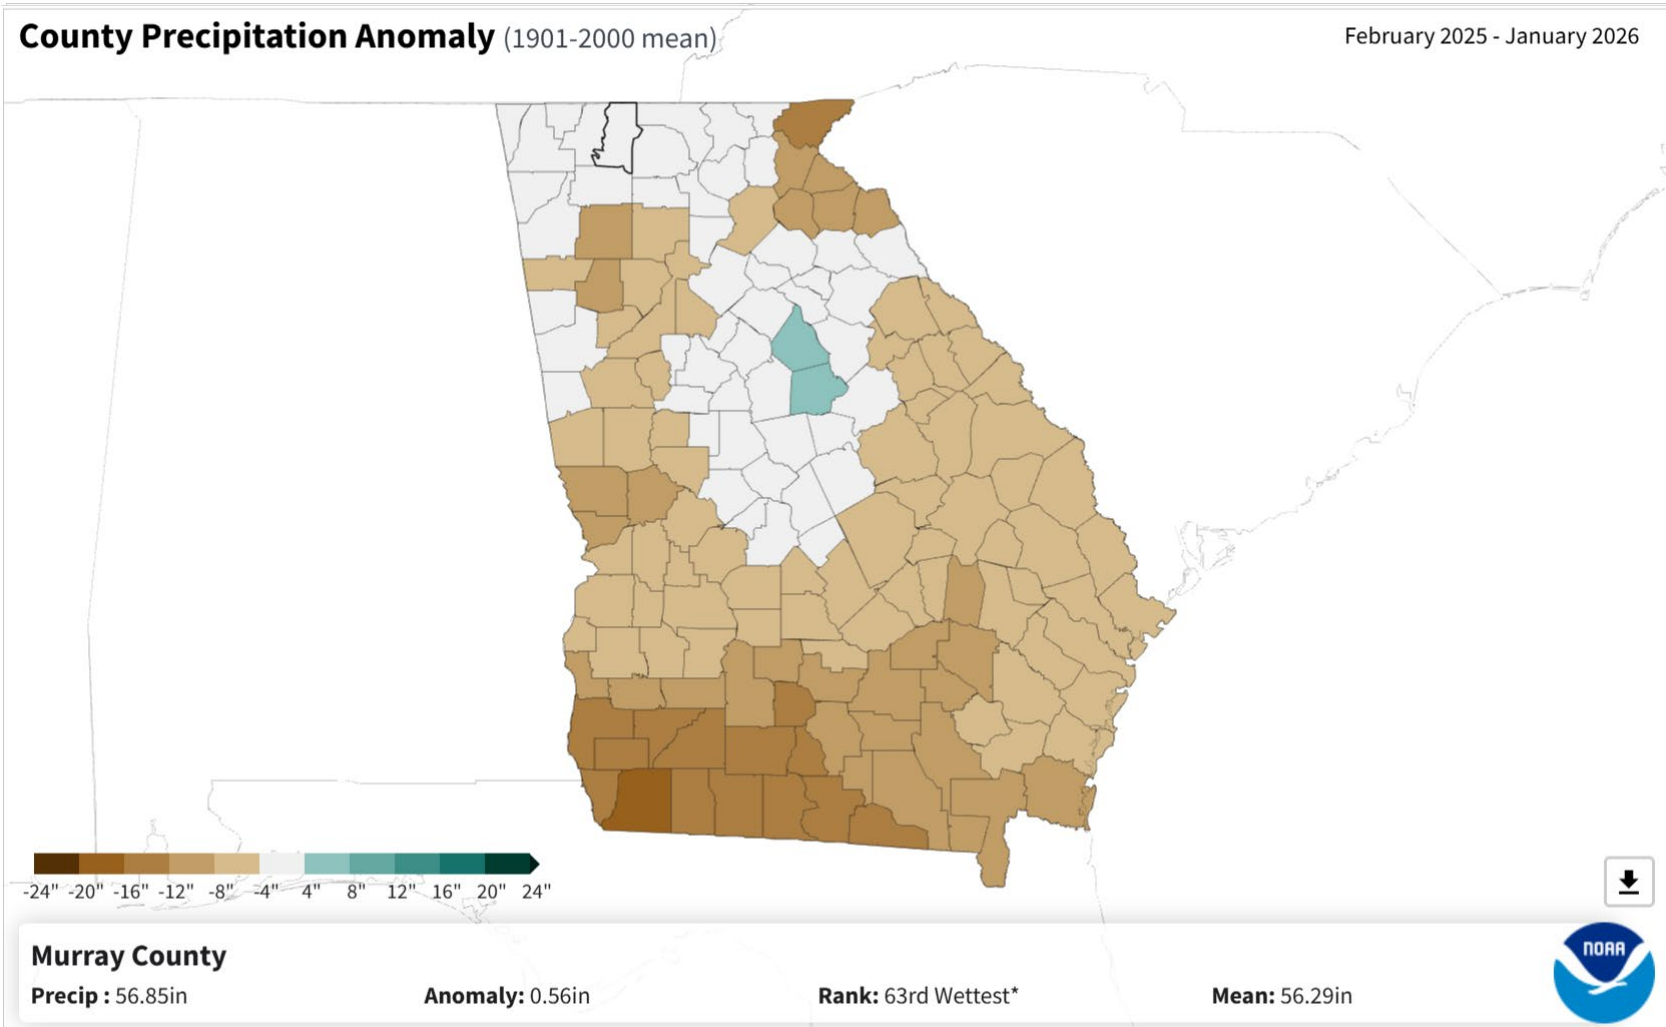 County Precipitation Anomaly (1901-2000 mean)
February 2025 - January 2026
-24" -20" -16" -12" -8" -4" 4" 8" 12" 16" 20" 24"
Murray County
Precip : 56.85in Anomaly: 0.56in Rank: 63rd Wettest* Mean: 56.29in
NOAA